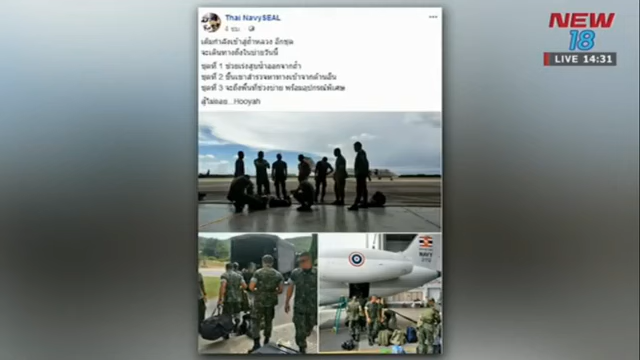 Thai NavySEAL
4 ชม.
เติมกำลังเข้าสู่ถ้ำหลวง อีกชุด
จะเดินทางถึงในบ่ายวันนี้
ชุดที่ 1 ช่วยเร่งสูบน้ำออกจากถ้ำ
ชุดที่ 2 ขึ้นเขาสำรวจหาทางเข้าจากด้านอื่น
ชุดที่ 3 จะถึงพื้นที่ช่วงบ่าย พร้อมอุปกรณ์พิเศษ
สู้ไม่ถอย...Hooyah
NEW
18
LIVE 14:31
NAVY